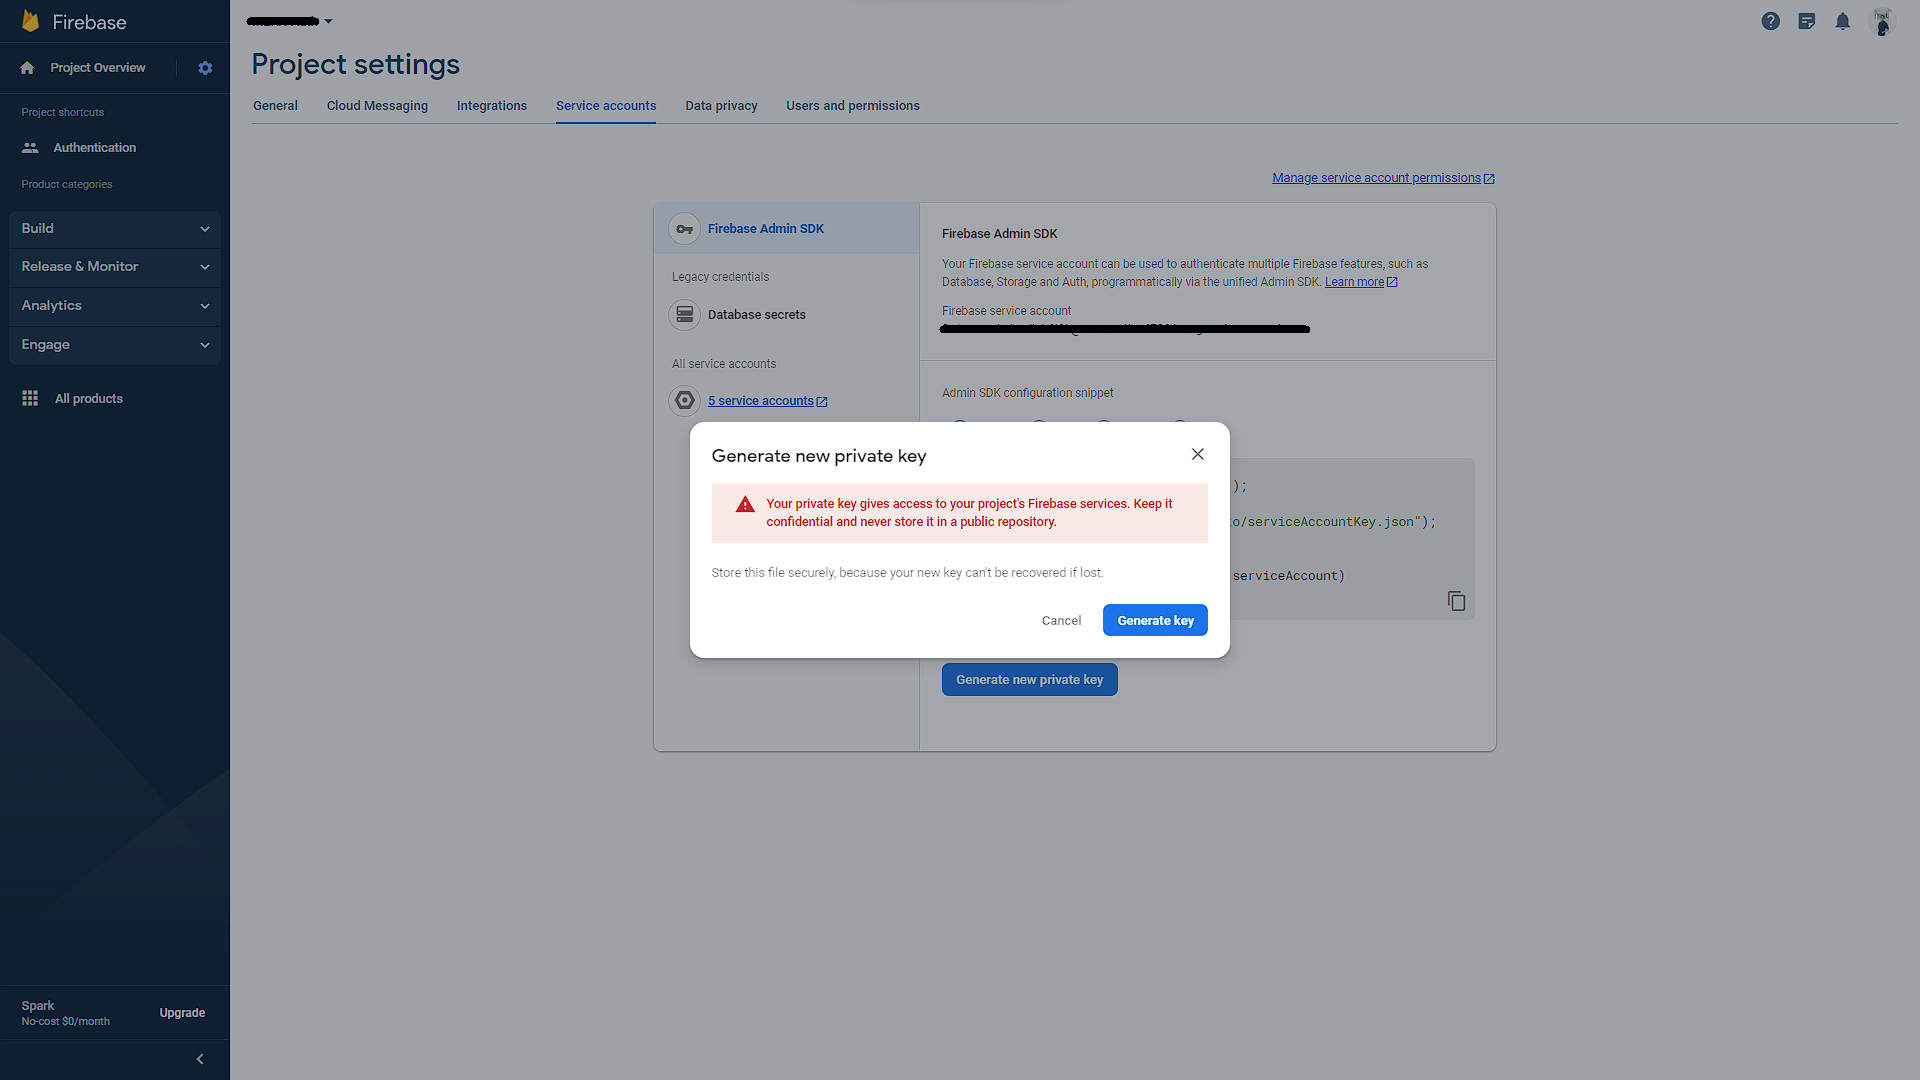 Firebase
Project Overview
Project shortcuts
Authentication
Product categories
Build
Release & Monitor
Analytics
Engage
All products
Spark
No-cost $0/month
Upgrade
Project settings
General
Cloud Messaging
Integrations
Service accounts
Data privacy
Users and permissions
Manage service account permissions
Firebase Admin SDK
Legacy credentials
Database secrets
All service accounts
5 service accounts
Firebase Admin SDK
Your Firebase service account can be used to authenticate multiple Firebase features, such as
Database, Storage and Auth, programmatically via the unified Admin SDK. Learn more
Firebase service account
Admin SDK configuration snippet
);
/serviceAccountKey.json");
serviceAccount)
Generate new private key
Your private key gives access to your project's Firebase services. Keep it
confidential and never store it in a public repository.
Store this file securely, because your new key can't be recovered if lost.
Cancel
Generate key
Generate new private key